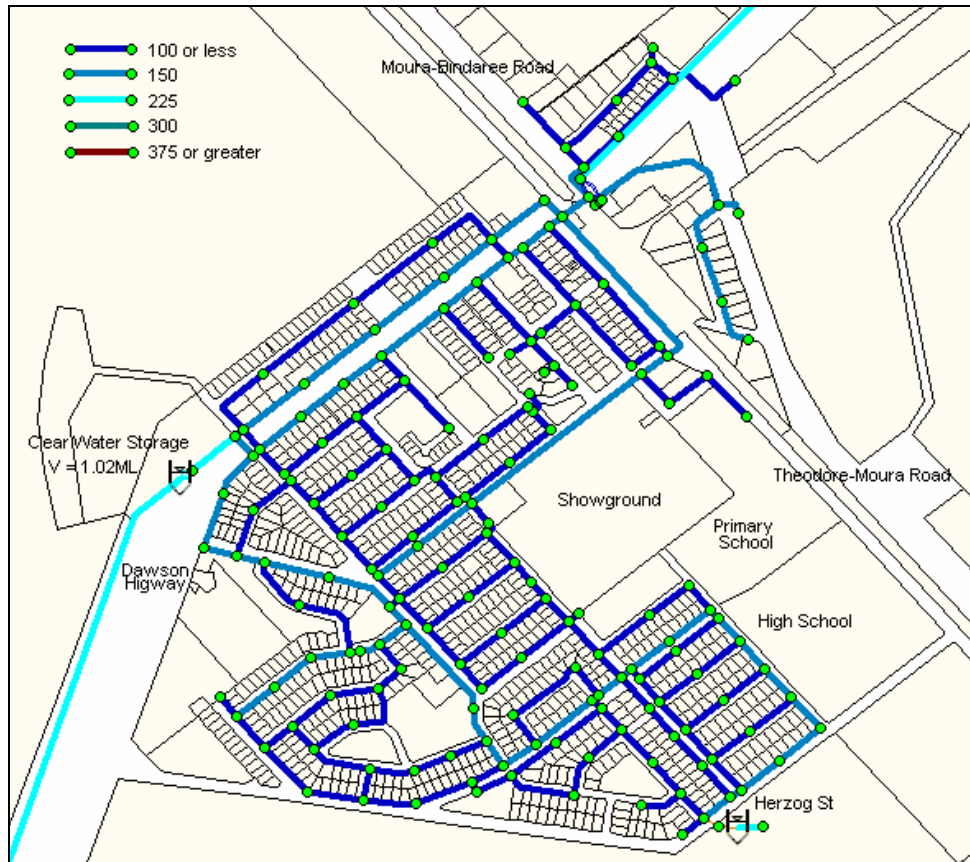 100 or less
150
225
300
375 or greater
Moura-Bindaree Road
Clear Water Storage
V = 1.02ML
Theodore-Moura Road
Showground
Primary
School
Dawson
Higway
High School
Herzog St